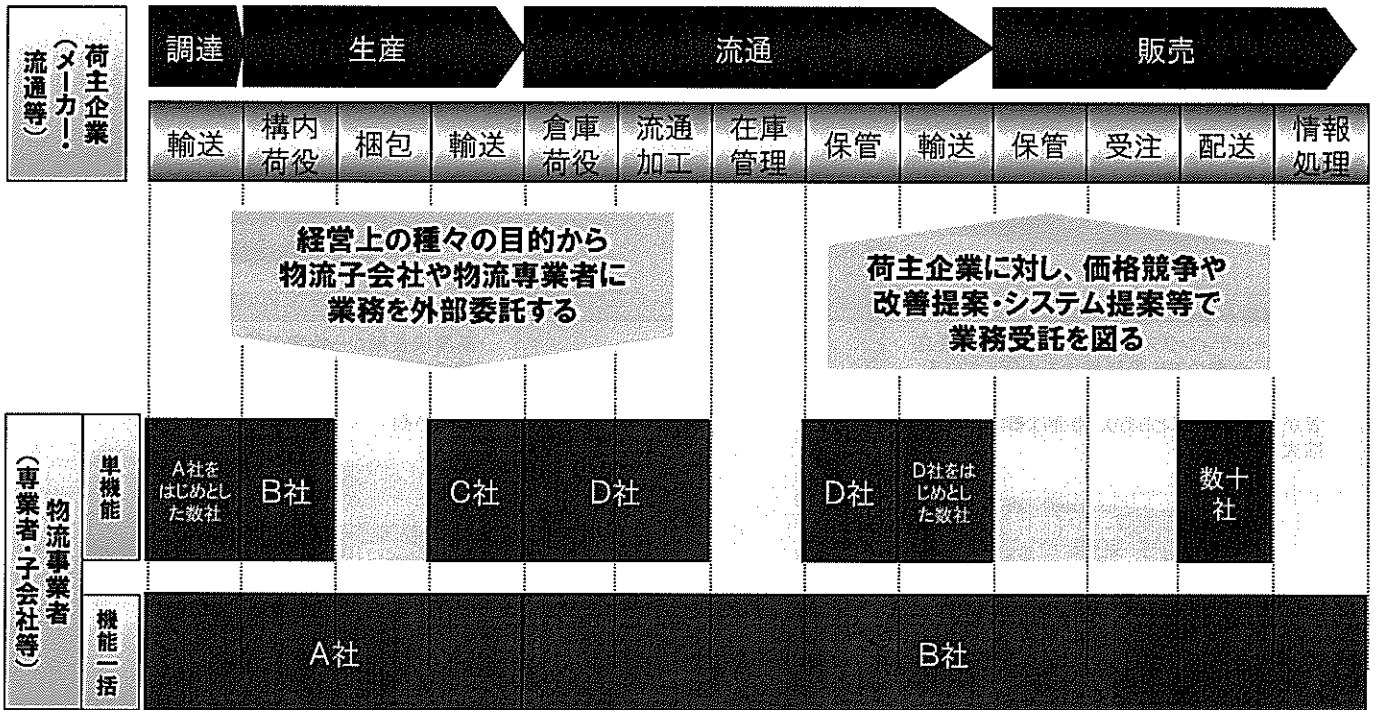 荷主企業
（メーカー・
流通等）
調達
生産
流通
販売
輸送
構内
荷役
梱包
輸送
倉庫
荷役
流通
加工
在庫
管理
保管
輸送
保管
受注
配送
情報
処理
経営上の種々の目的から
物流子会社や物流専業者に
業務を外部委託する
荷主企業に対し、価格競争や
改善提案・システム提案等で
業務受託を図る
物流事業者
（専業者・子会社等）
単機能
A社を
はじめとし
た数社
B社
C社
D社
D社
D社をは
じめとし
た数社
数十
社
機能一括
A社
B社